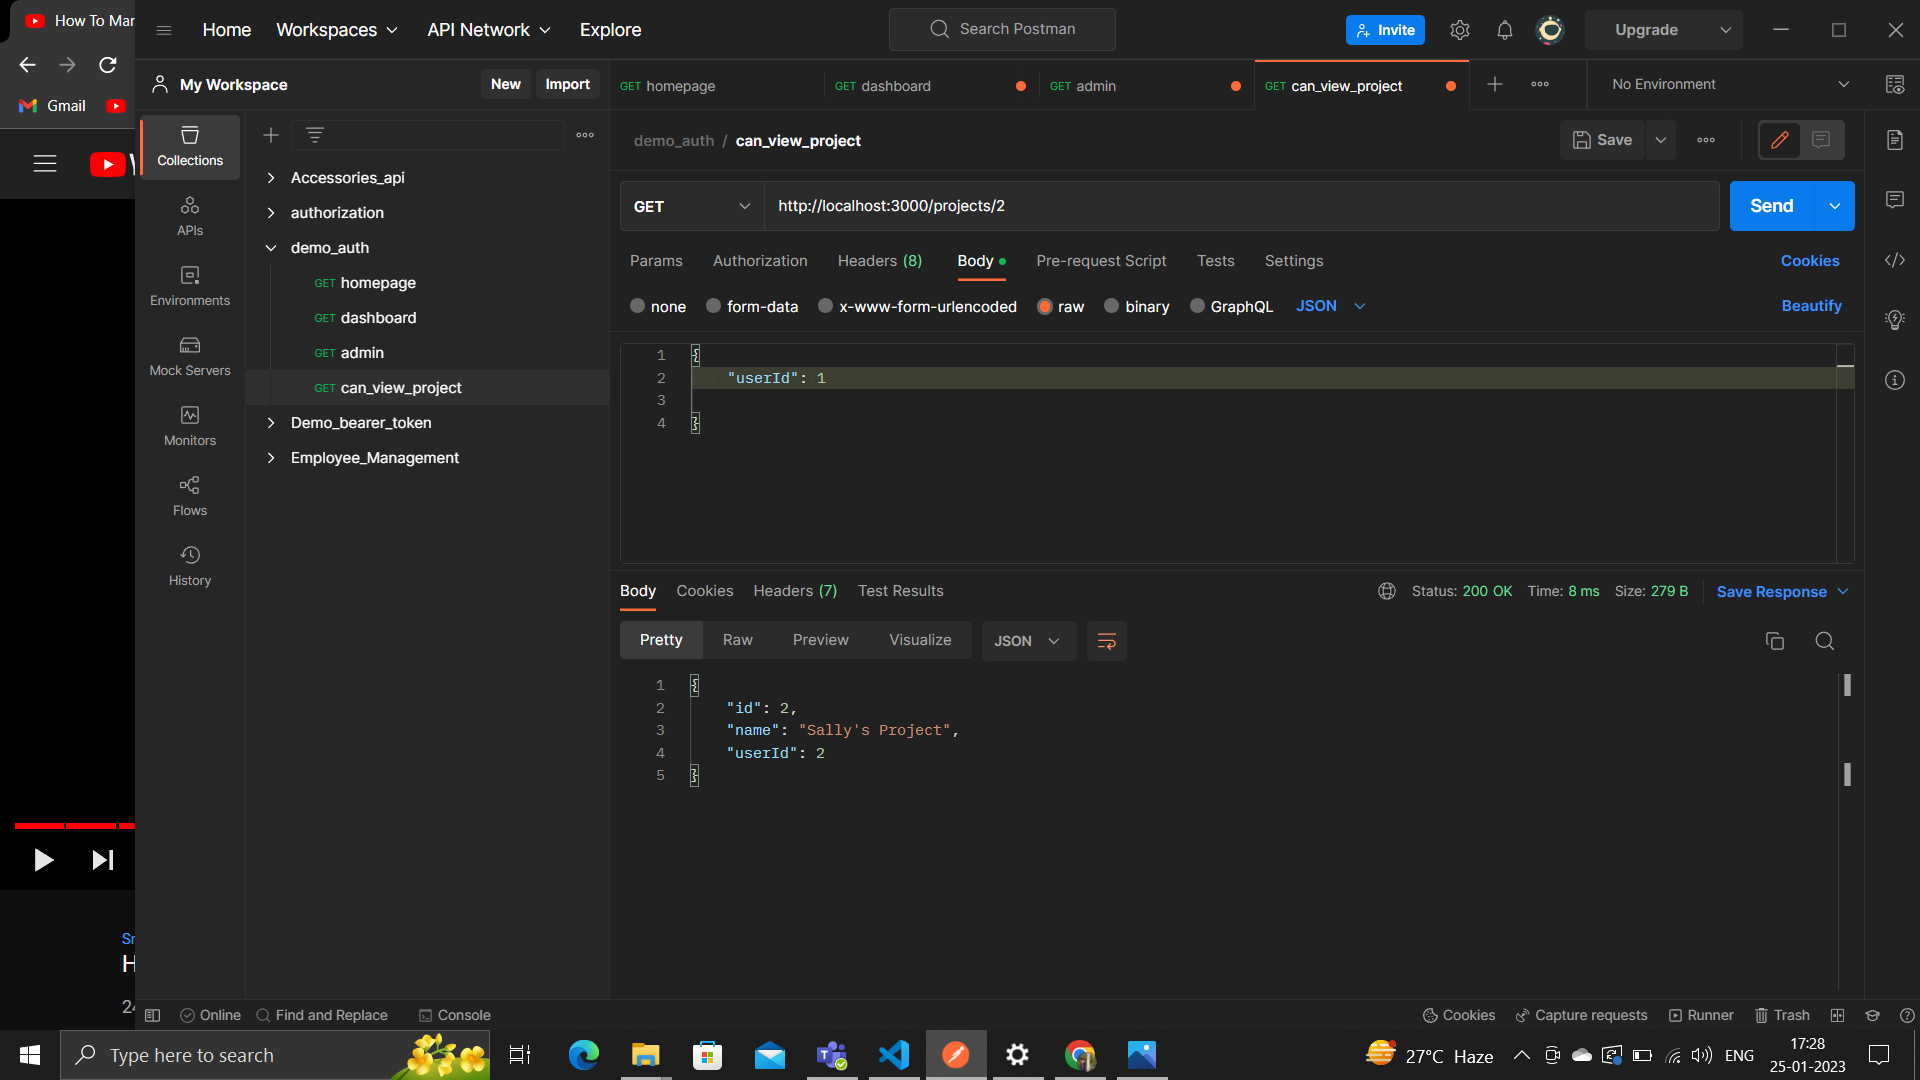 How To Mar
Home
Workspaces
API Network
Explore
Search Postman
Invite
Upgrade
Gmail
My Workspace
New
Import
GET homepage
GET dashboard
GET admin
GET can_view_project
No Environment
Collections
APIs
Environments
Mock Servers
Monitors
Flows
History
Accessories_api
authorization
demo_auth
GET homepage
GET dashboard
GET admin
GET can_view_project
Demo_bearer_token
Employee_Management
demo_auth / can_view_project
Save
GET
http://localhost:3000/projects/2
Send
Params
Authorization
Headers (8)
Body
Pre-request Script
Tests
Settings
Cookies
none
form-data
x-www-form-urlencoded
raw
binary
GraphQL
JSON
Beautify
1 {
2 "userId": 1
3
4 }
Body
Cookies
Headers (7)
Test Results
Status: 200 OK
Time: 8 ms
Size: 279 B
Save Response
Pretty
Raw
Preview
Visualize
JSON
1 {
2 "id": 2,
3 "name": "Sally's Project",
4 "userId": 2
5 }
Sr
H
24
Online
Find and Replace
Console
Cookies
Capture requests
Runner
Trash
Type here to search
27°C Haze
ENG
17:28
25-01-2023